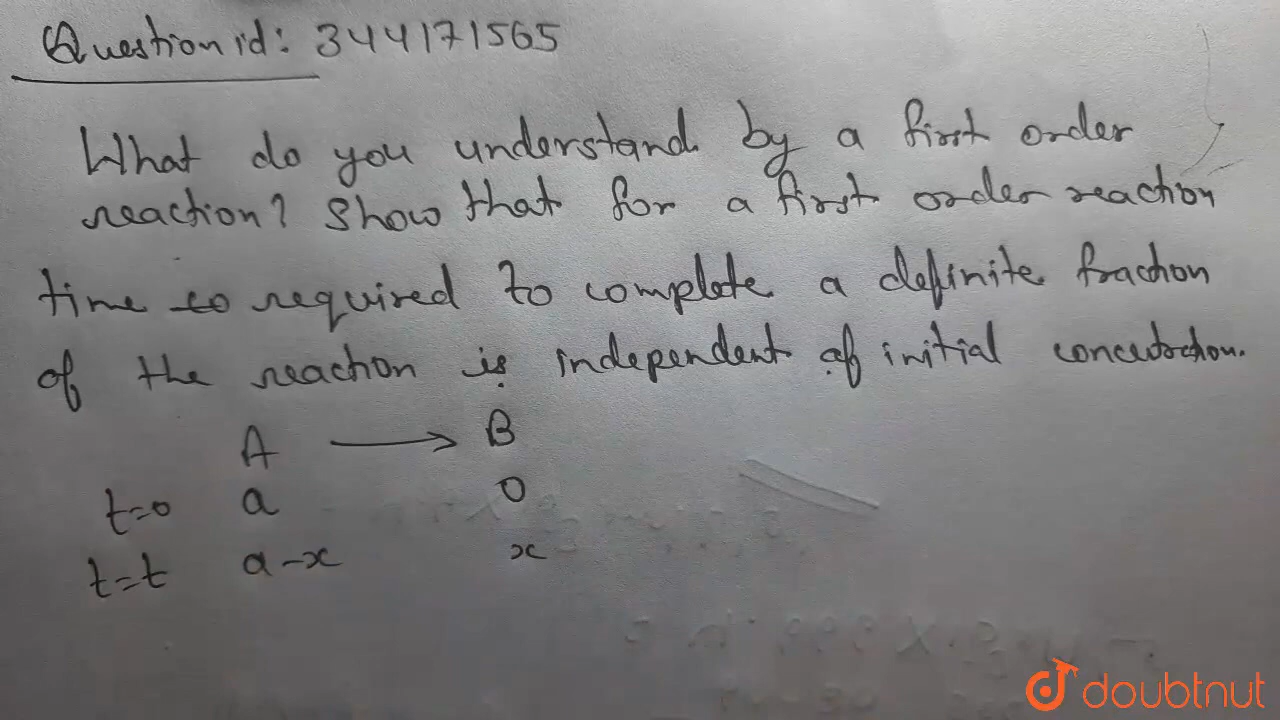 Question id: 344171565
What do you understand by a first order
reaction? Show that for a first order reaction
time to required to complete a definite fraction
of the reaction is independent of initial concentration.
A → B
t=0 a 0
t=t a-x x
doubtnut